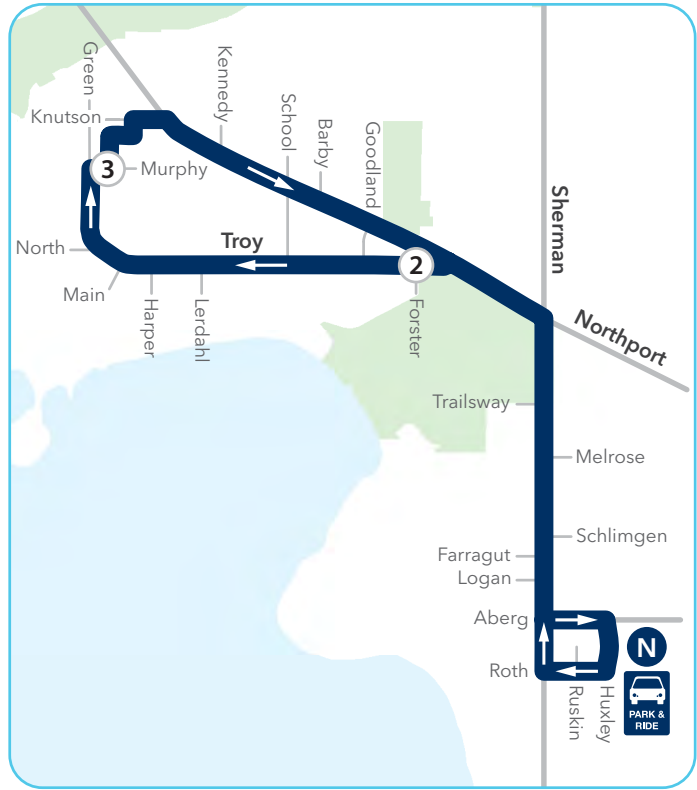 Green
Kennedy
Knutson
School
Barby
Goodland
3
Murphy
Sherman
North
Troy
2
Main
Harper
Lerdahl
Forster
Northport
Trailsway
Melrose
Schlimgen
Farragut
Logan
Aberg
N
Roth
Ruskin
Huxley
PARK &
RIDE